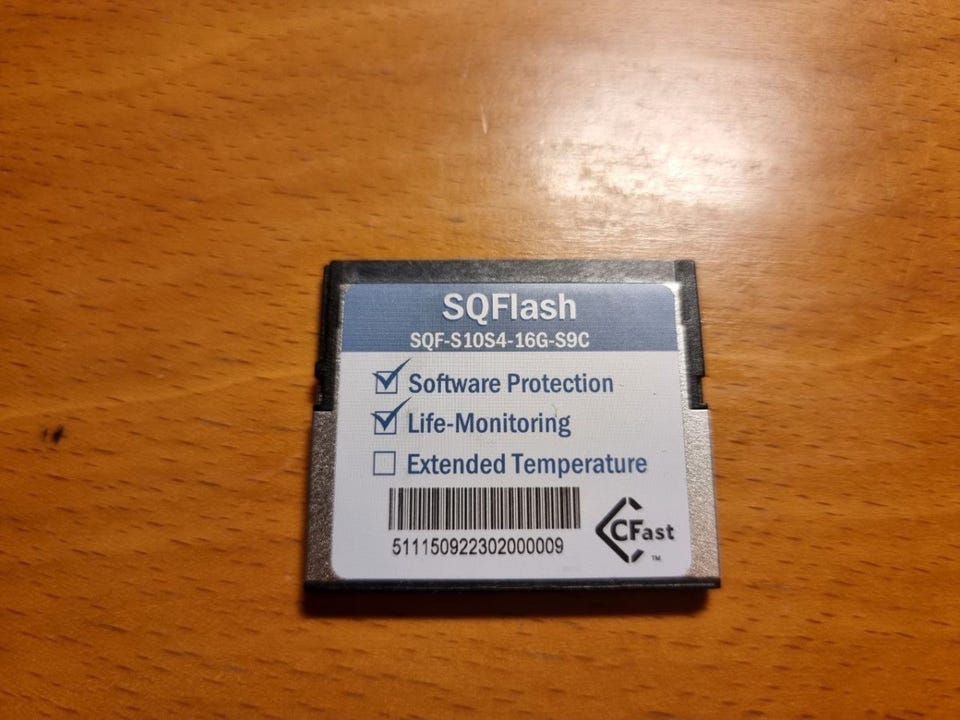 SQFlash
SQF-S10S4-16G-S9C
Software Protection
Life-Monitoring
Extended Temperature
511150922302000009
CFast
TM